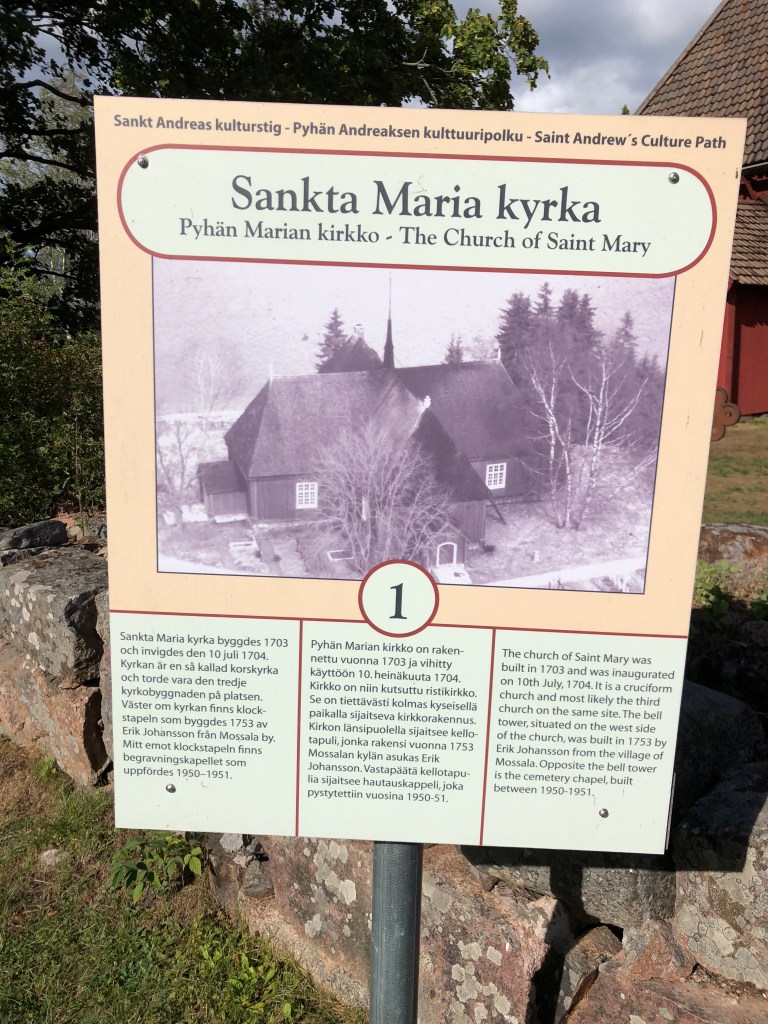 Sankt Andreas kulturstig - Pyhän Andreaksen kulttuuripolku - Saint Andrew´s Culture Path
Sankta Maria kyrka
Pyhän Marian kirkko - The Church of Saint Mary
1
Sankta Maria kyrka byggdes 1703
och invigdes den 10 juli 1704.
Kyrkan är en så kallad korskyrka
och torde vara den tredje
kyrkobyggnaden på platsen.
Väster om kyrkan finns klock-
stapeln som byggdes 1753 av
Erik Johansson från Mossala by.
Mitt emot klockstapeln finns
begravningskapellet som
uppfördes 1950–1951.
Pyhän Marian kirkko on raken-
nettu vuonna 1703 ja vihitty
käyttöön 10. heinäkuuta 1704.
Kirkko on niin kutsuttu ristikirkko.
Se on tiettävästi kolmas kyseisellä
paikalla sijaitseva kirkkorakennus.
Kirkon länsipuolella sijaitsee kello-
tapuli, jonka rakensi vuonna 1753
Mossalan kylän asukas Erik
Johansson. Vastapäätä kellotapu-
lia sijaitsee hautauskappeli, joka
pystytettiin vuosina 1950-51.
The church of Saint Mary was
built in 1703 and was inaugurated
on 10th July, 1704. It is a cruciform
church and most likely the third
church on the same site. The bell
tower, situated on the west side
of the church, was built in 1753 by
Erik Johansson from the village of
Mossala. Opposite the bell tower
is the cemetery chapel, built
between 1950-1951.